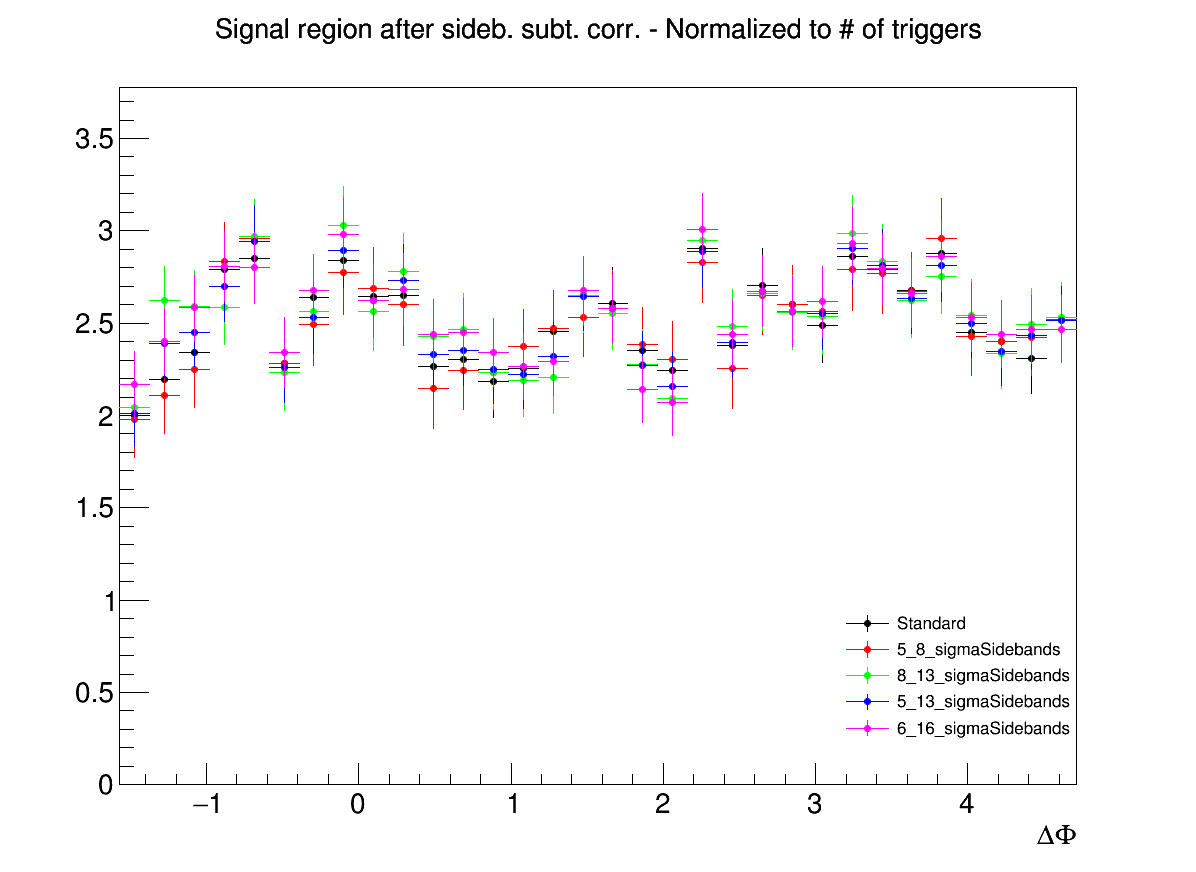 Signal region after sideb. subt. corr. - Normalized to # of triggers
3.5
3
2.5
2
1.5
1
0.5
0
Standard
5_8_sigmaSidebands
8_13_sigmaSidebands
5_13_sigmaSidebands
6_16_sigmaSidebands
−1 0 1 2 3 4
ΔΦ